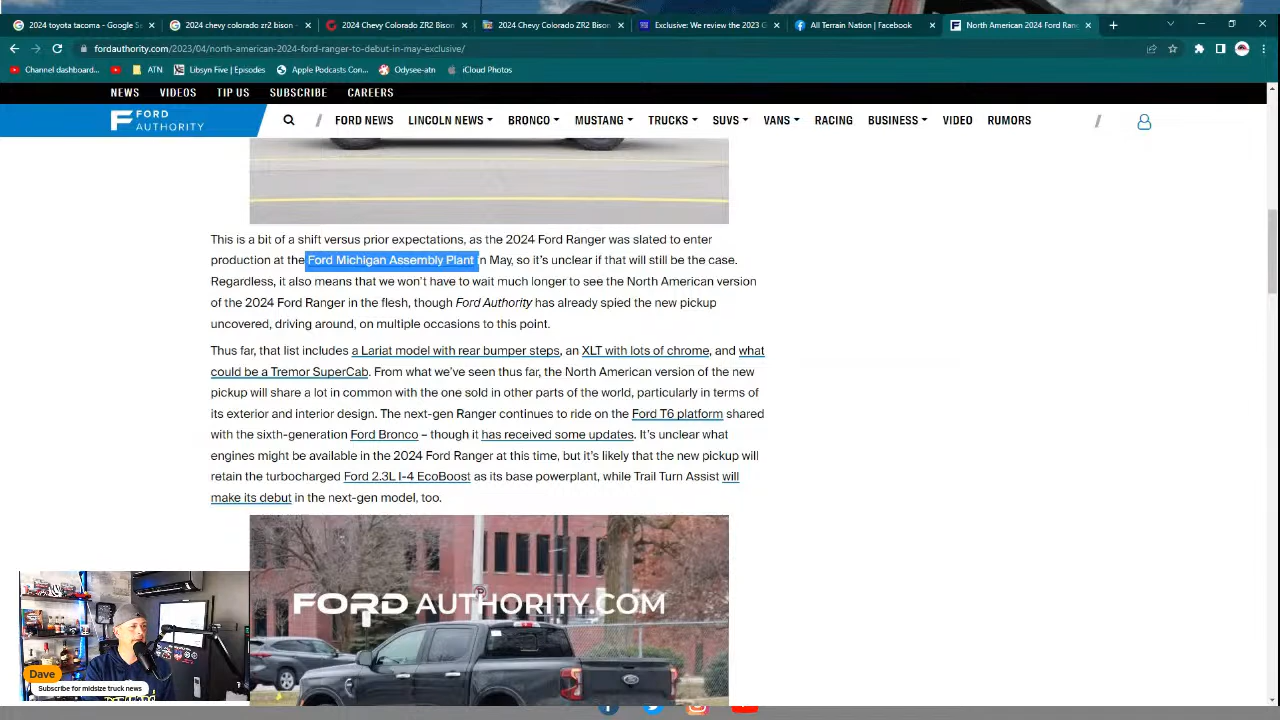 2024 toyota tacoma - Google S
2024 chevy colorado zr2 bison -
2024 Chevy Colorado ZR2 Bison
2024 Chevy Colorado ZR2 Bison
Exclusive: We review the 2023 G
All Terrain Nation | Facebook
North American 2024 Ford Ran
fordauthority.com/2023/04/north-american-2024-ford-ranger-to-debut-in-may-exclusive/
Channel dashboard...
ATN
Libsyn Five | Episodes
Apple Podcasts Con...
Odysee-atn
iCloud Photos
NEWS VIDEOS TIP US SUBSCRIBE CAREERS
FORD AUTHORITY
/ FORD NEWS LINCOLN NEWS BRONCO MUSTANG TRUCKS SUVS VANS RACING BUSINESS VIDEO RUMORS /
This is a bit of a shift versus prior expectations, as the 2024 Ford Ranger was slated to enter
production at the Ford Michigan Assembly Plant in May, so it's unclear if that will still be the case.
Regardless, it also means that we won't have to wait much longer to see the North American version
of the 2024 Ford Ranger in the flesh, though Ford Authority has already spied the new pickup
uncovered, driving around, on multiple occasions to this point.
Thus far, that list includes a Lariat model with rear bumper steps, an XLT with lots of chrome, and what
could be a Tremor SuperCab. From what we've seen thus far, the North American version of the new
pickup will share a lot in common with the one sold in other parts of the world, particularly in terms of
its exterior and interior design. The next-gen Ranger continues to ride on the Ford T6 platform shared
with the sixth-generation Ford Bronco – though it has received some updates. It's unclear what
engines might be available in the 2024 Ford Ranger at this time, but it's likely that the new pickup will
retain the turbocharged Ford 2.3L I-4 EcoBoost as its base powerplant, while Trail Turn Assist will
make its debut in the next-gen model, too.
FORD AUTHORITY.COM
Dave
Subscribe for midsize truck news